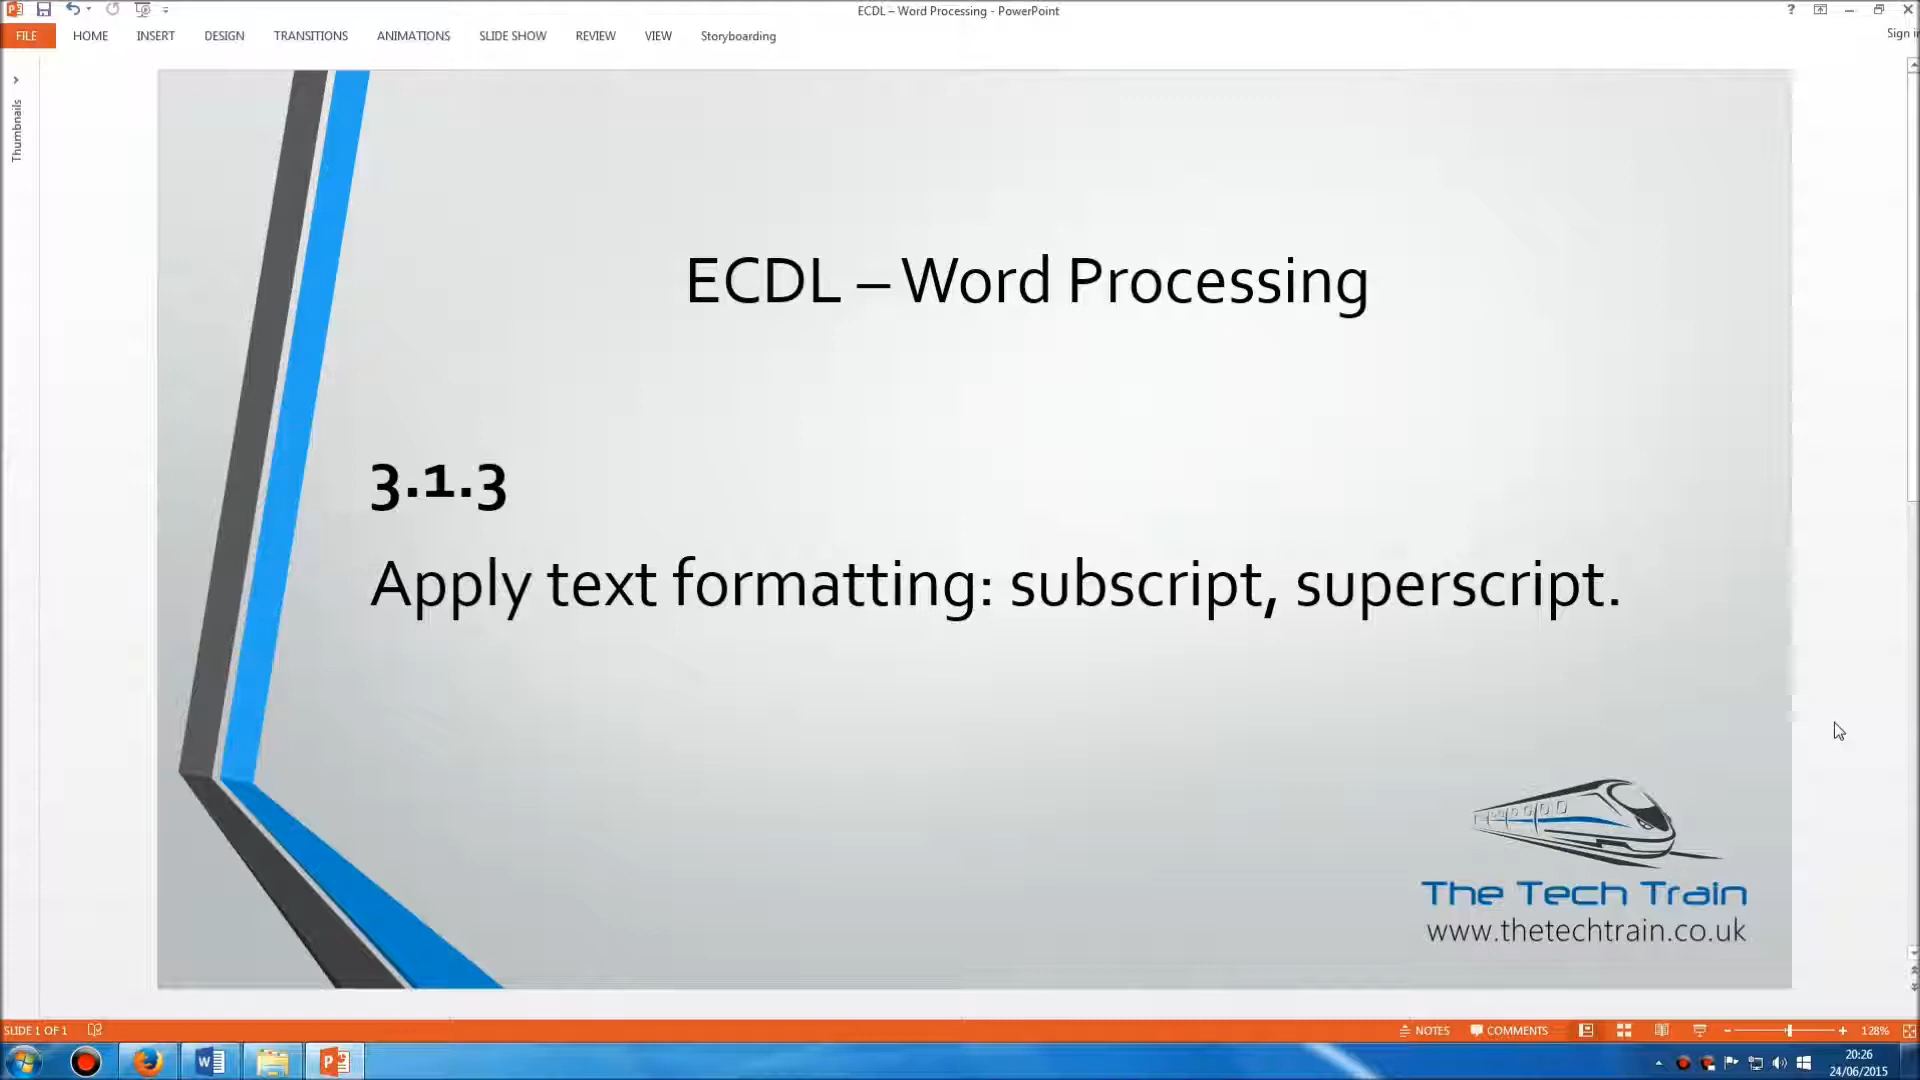 ECDL – Word Processing - PowerPoint
?
FILE HOME INSERT DESIGN TRANSITIONS ANIMATIONS SLIDE SHOW REVIEW VIEW Storyboarding
Sign
Thumbnails
ECDL – Word Processing
3.1.3
Apply text formatting: subscript, superscript.
The Tech Train
www.thetechtrain.co.uk
SLIDE 1 OF 1 NOTES COMMENTS 128%
20:26
24/06/2015